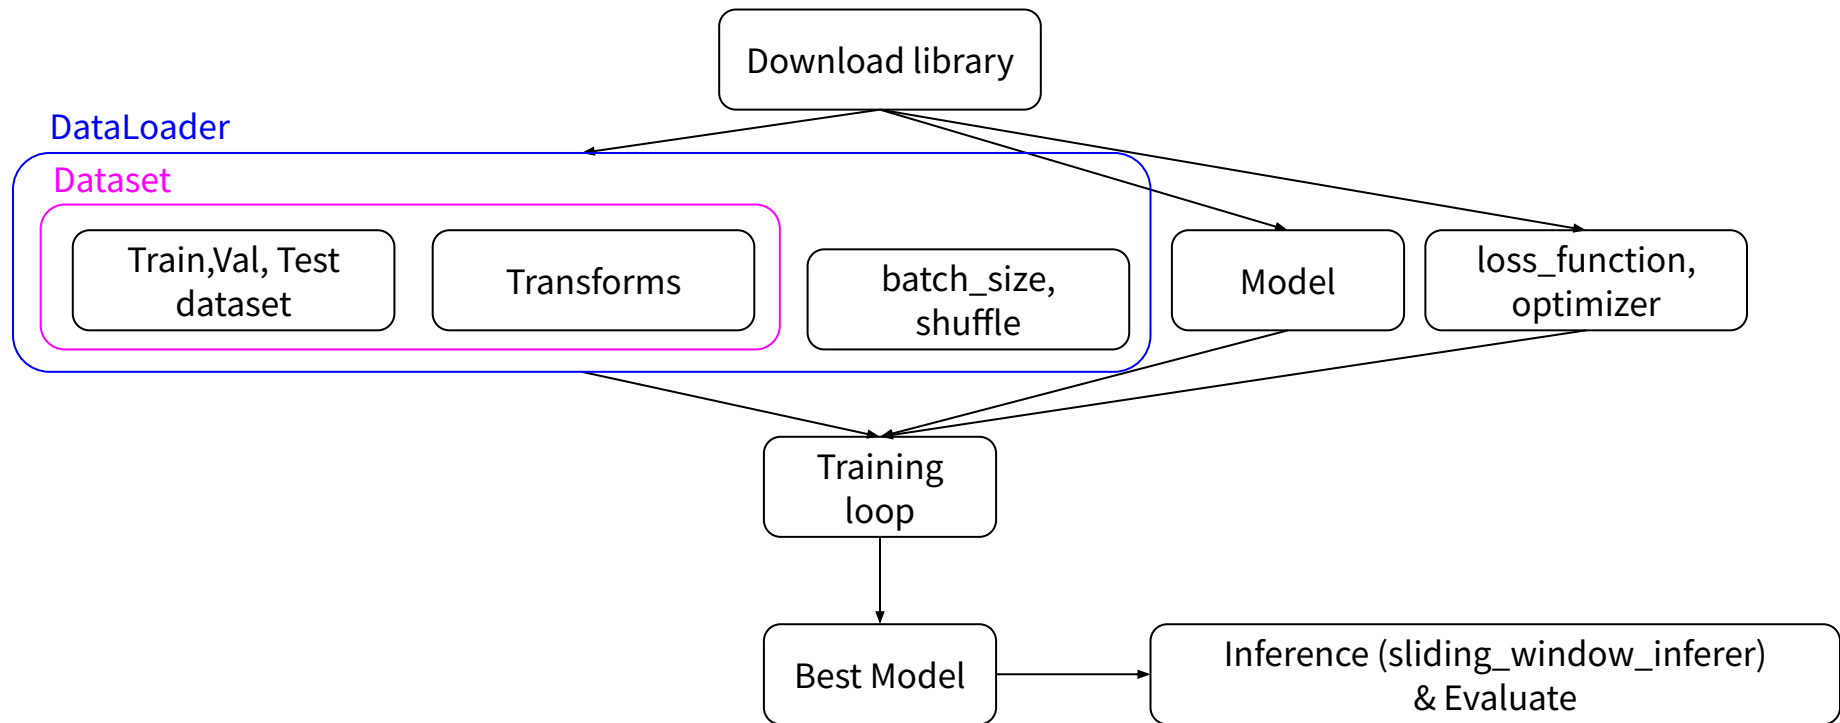 Download library
DataLoader
Dataset
Train,Val, Test
dataset
Transforms
batch_size,
shuffle
Model
loss_function,
optimizer
Training
loop
Best Model
Inference (sliding_window_inferer)
& Evaluate